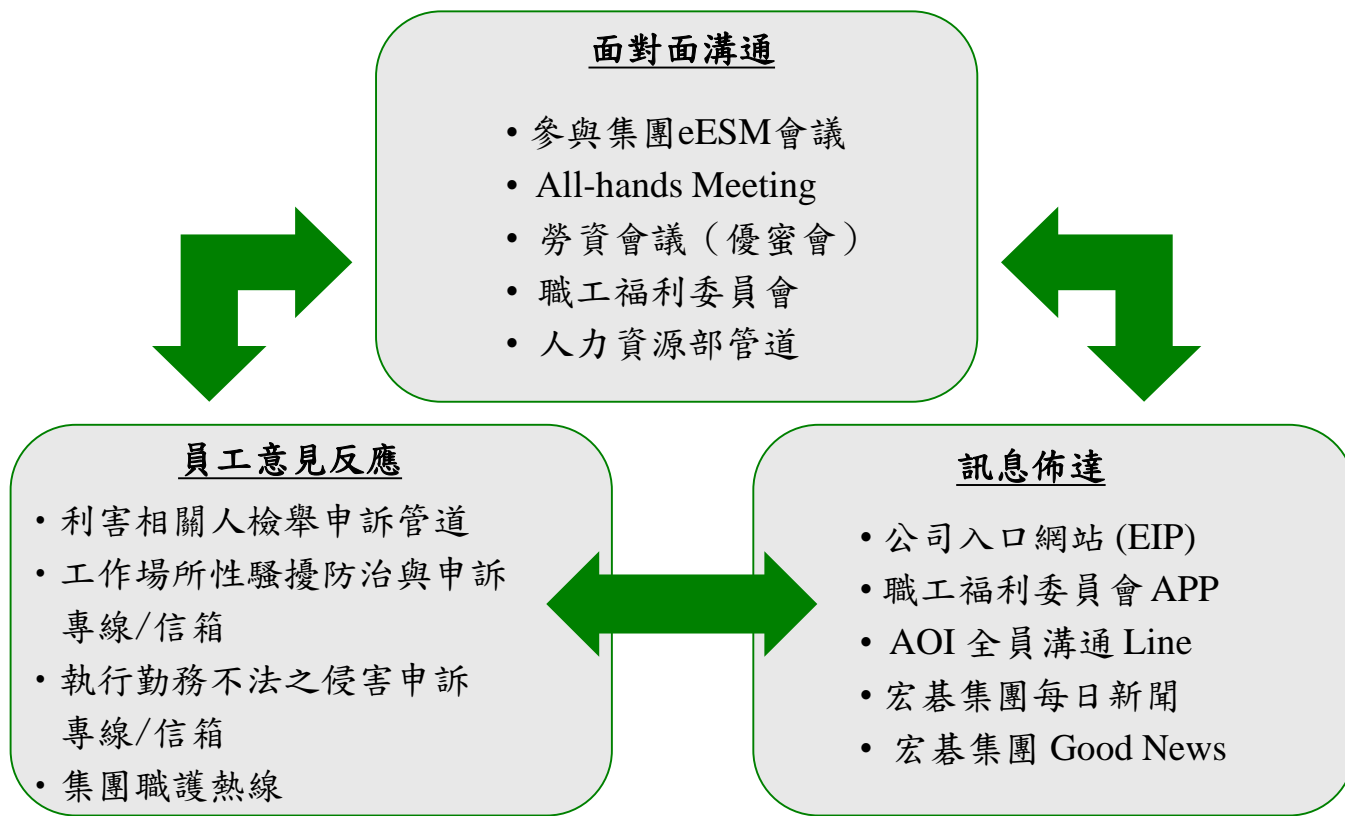 面對面溝通
• 參與集團eESM會議
• All-hands Meeting
• 勞資會議（優蜜會）
• 職工福利委員會
• 人力資源部管道
員工意見反應
• 利害相關人檢舉申訴管道
• 工作場所性騷擾防治與申訴
專線/信箱
• 執行勤務不法之侵害申訴
專線/信箱
• 集團職護熱線
訊息佈達
• 公司入口網站 (EIP)
• 職工福利委員會 APP
• AOI 全員溝通 Line
• 宏碁集團每日新聞
• 宏碁集團 Good News